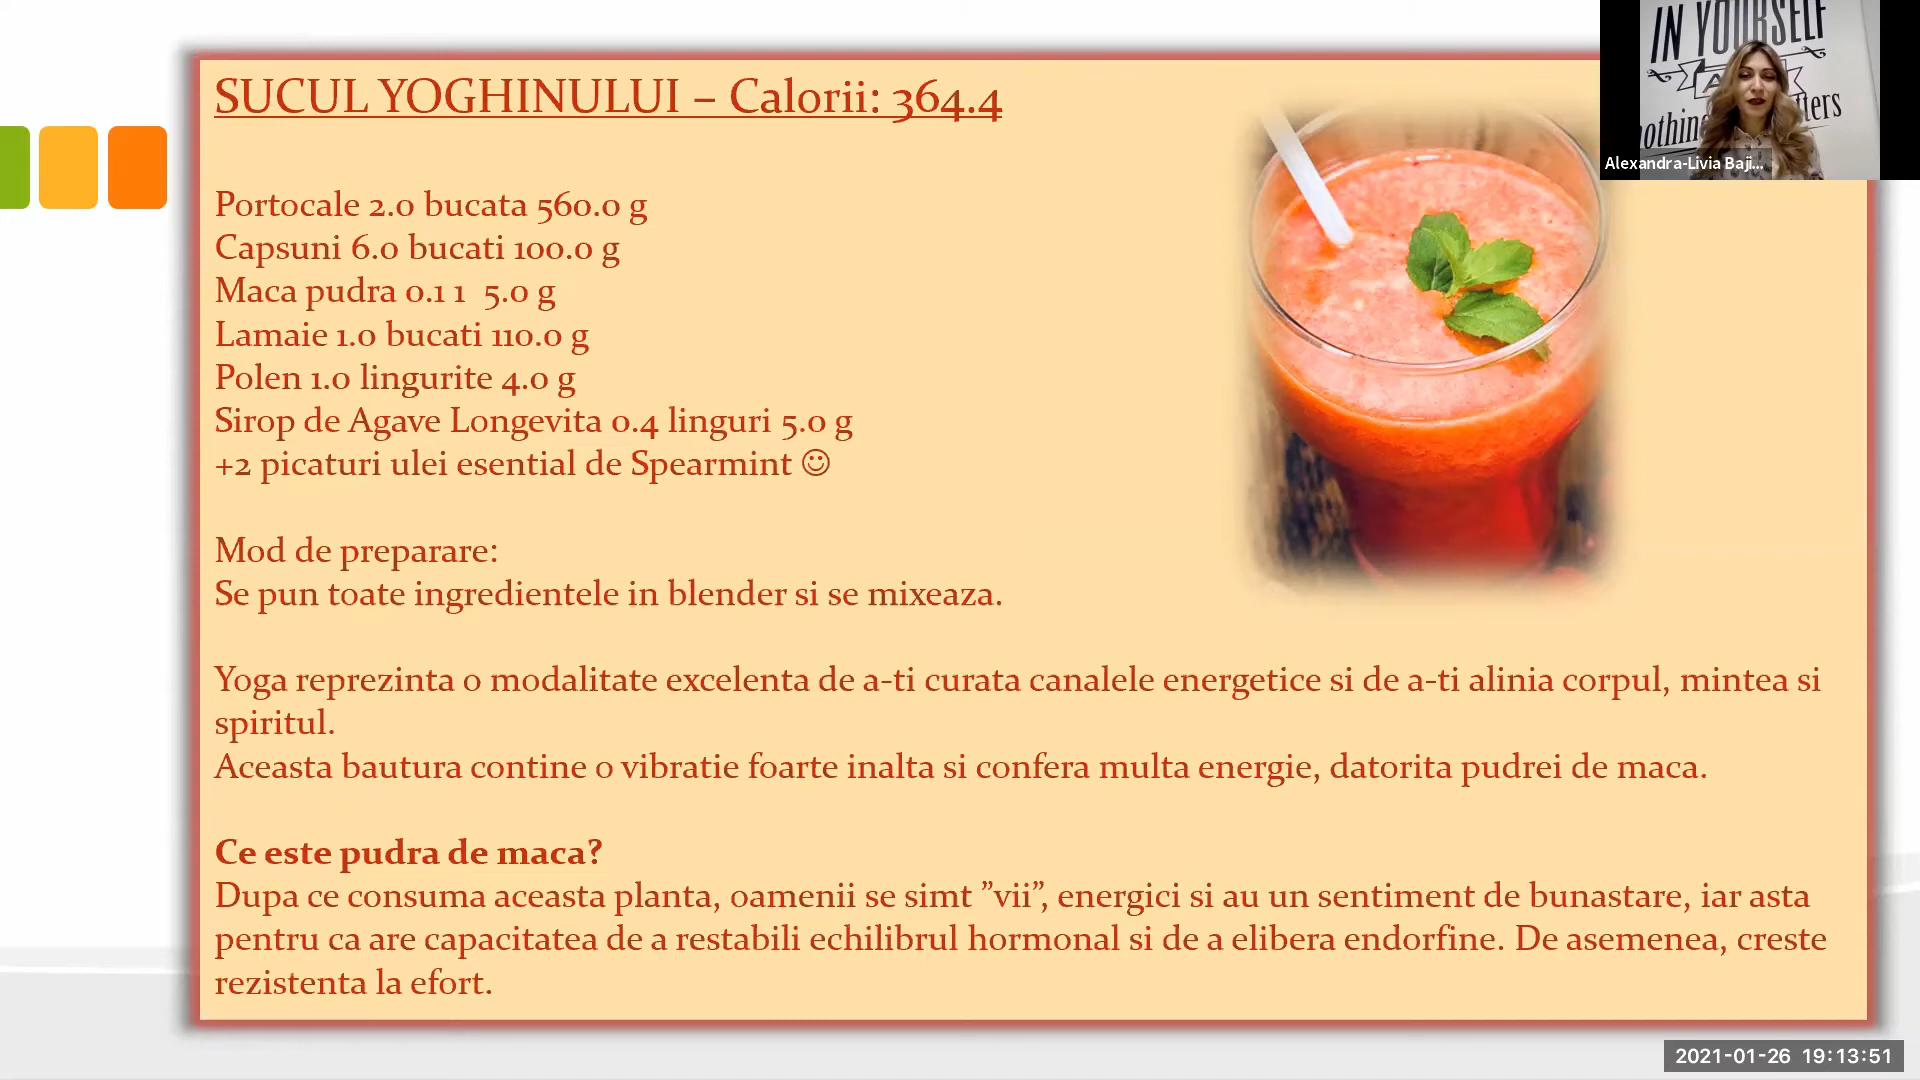 SUCUL YOGHINULUI – Calorii: 364.4
Portocale 2.0 bucata 560.0 g
Capsuni 6.0 bucati 100.0 g
Maca pudra 0.1 1 5.0 g
Lamaie 1.0 bucati 110.0 g
Polen 1.0 lingurite 4.0 g
Sirop de Agave Longevita 0.4 linguri 5.0 g
+2 picaturi ulei esential de Spearmint ☺
Mod de preparare:
Se pun toate ingredientele in blender si se mixeaza.
Yoga reprezinta o modalitate excelenta de a-ti curata canalele energetice si de a-ti alinia corpul, mintea si
spiritul.
Aceasta bautura contine o vibratie foarte inalta si confera multa energie, datorita pudrei de maca.
Ce este pudra de maca?
Dupa ce consuma aceasta planta, oamenii se simt ”vii”, energici si au un sentiment de bunastare, iar asta
pentru ca are capacitatea de a restabili echilibrul hormonal si de a elibera endorfine. De asemenea, creste
rezistenta la efort.
IN YOURSELF
Alexandra-Livia Baji...
2021-01-26 19:13:51